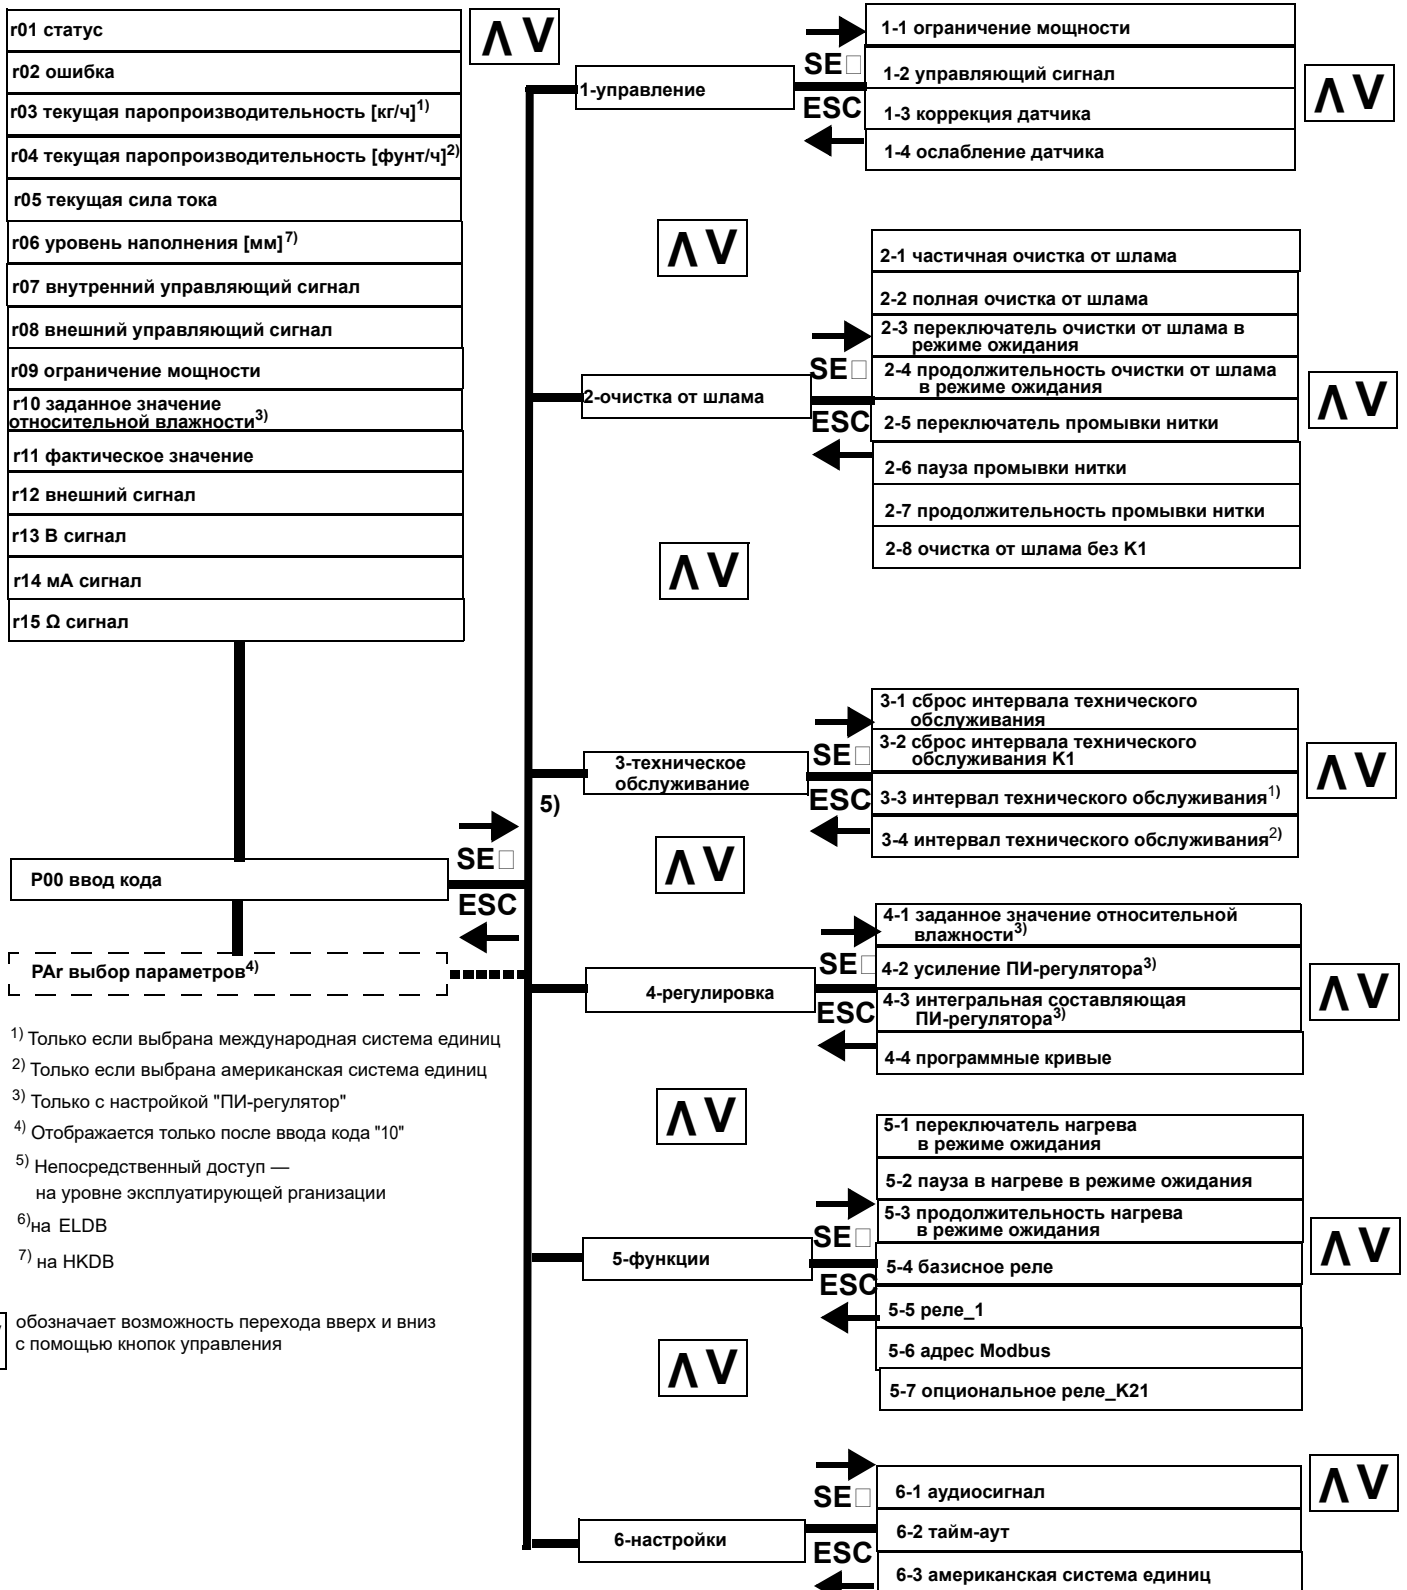 r01 статус
r02 ошибка
r03 текущая паропроизводительность [кг/ч]1)
r04 текущая паропроизводительность [фунт/ч]2)
r05 текущая сила тока
r06 уровень наполнения [мм]7)
r07 внутренний управляющий сигнал
r08 внешний управляющий сигнал
r09 ограничение мощности
r10 заданное значение
относительной влажности3)
r11 фактическое значение
r12 внешний сигнал
r13 В сигнал
r14 мА сигнал
r15 Ω сигнал
Λ V
P00 ввод кода
SE□
ESC
PAr выбор параметров4)
1) Только если выбрана международная система единиц
2) Только если выбрана американская система единиц
3) Только с настройкой "ПИ-регулятор"
4) Отображается только после ввода кода "10"
5) Непосредственный доступ —
на уровне эксплуатирующей рганизации
6)на ELDB
7) на HKDB
обозначает возможность перехода вверх и вниз
с помощью кнопок управления
5)
1-управление
SE□
ESC
1-1 ограничение мощности
1-2 управляющий сигнал
1-3 коррекция датчика
1-4 ослабление датчика
Λ V
Λ V
2-очистка от шлама
SE□
ESC
2-1 частичная очистка от шлама
2-2 полная очистка от шлама
2-3 переключатель очистки от шлама в
режиме ожидания
2-4 продолжительность очистки от шлама
в режиме ожидания
2-5 переключатель промывки нитки
2-6 пауза промывки нитки
2-7 продолжительность промывки нитки
2-8 очистка от шлама без K1
Λ V
Λ V
3-техническое
обслуживание
SE□
ESC
3-1 сброс интервала технического
обслуживания
3-2 сброс интервала технического
обслуживания K1
3-3 интервал технического обслуживания1)
3-4 интервал технического обслуживания2)
Λ V
Λ V
4-регулировка
SE□
ESC
4-1 заданное значение относительной
влажности3)
4-2 усиление ПИ-регулятора3)
4-3 интегральная составляющая
ПИ-регулятора3)
4-4 программные кривые
Λ V
Λ V
5-функции
SE□
ESC
5-1 переключатель нагрева
в режиме ожидания
5-2 пауза в нагреве в режиме ожидания
5-3 продолжительность нагрева
в режиме ожидания
5-4 базисное реле
5-5 реле_1
5-6 адрес Modbus
5-7 опциональное реле_K21
Λ V
Λ V
6-настройки
SE□
ESC
6-1 аудиосигнал
6-2 тайм-аут
6-3 американская система единиц
Λ V